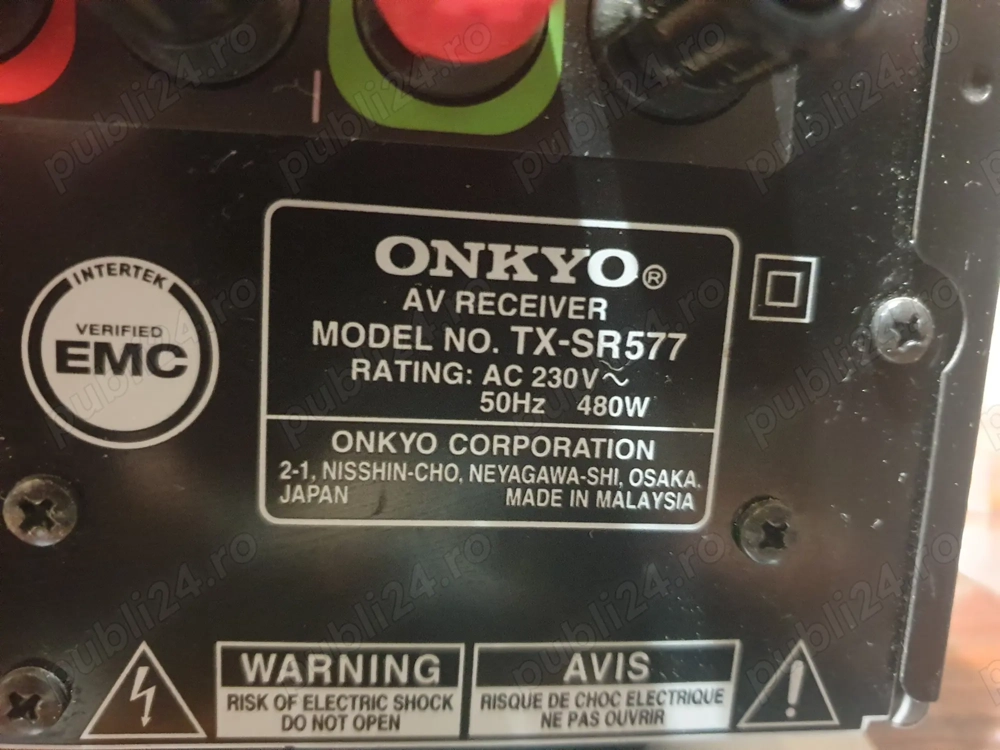 ONKYO®
AV RECEIVER
MODEL NO. TX-SR577
RATING: AC 230V~
50Hz 480W
ONKYO CORPORATION
2-1, NISSHIN-CHO, NEYAGAWA-SHI, OSAKA,
JAPAN MADE IN MALAYSIA
INTERTEK
VERIFIED
EMC
WARNING
RISK OF ELECTRIC SHOCK
DO NOT OPEN
AVIS
RISQUE DE CHOC ELECTRIQUE
NE PAS OUVRIR
!
publi24.ro